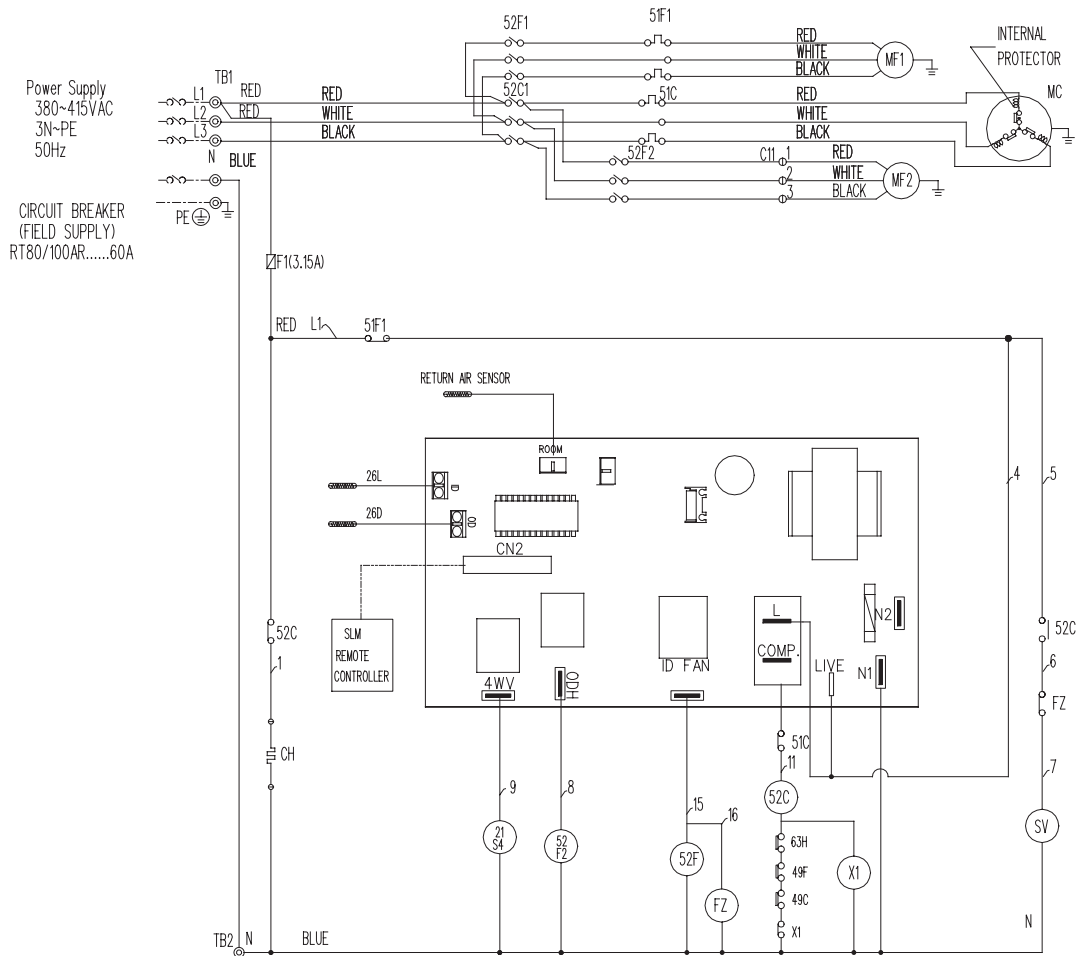 52F1
51F1
RED
WHITE
BLACK
MF1
INTERNAL
PROTECTOR
MC
Power Supply
380~415VAC
3N~PE
50Hz
TB1
RED
L1
RED
L2
L3
N
BLUE
RED
WHITE
BLACK
52C1
51C
RED
WHITE
BLACK
52F2
C11
1
2
3
RED
WHITE
BLACK
MF2
PE
CIRCUIT BREAKER
(FIELD SUPPLY)
RT80/100AR......60A
F1(3.15A)
RED
L1
51F1
RETURN AIR SENSOR
ROOM
26L
ID
26D
OD
CN2
4
5
SLM
REMOTE
CONTROLLER
52C
1
CH
4WV
ODH
ID FAN
L
COMP.
LIVE
N2
N1
52C
6
FZ
7
SV
51C
11
52C
9
8
15
16
21
S4
52
F2
52F
FZ
63H
49F
49C
X1
X1
N
TB2
N
BLUE